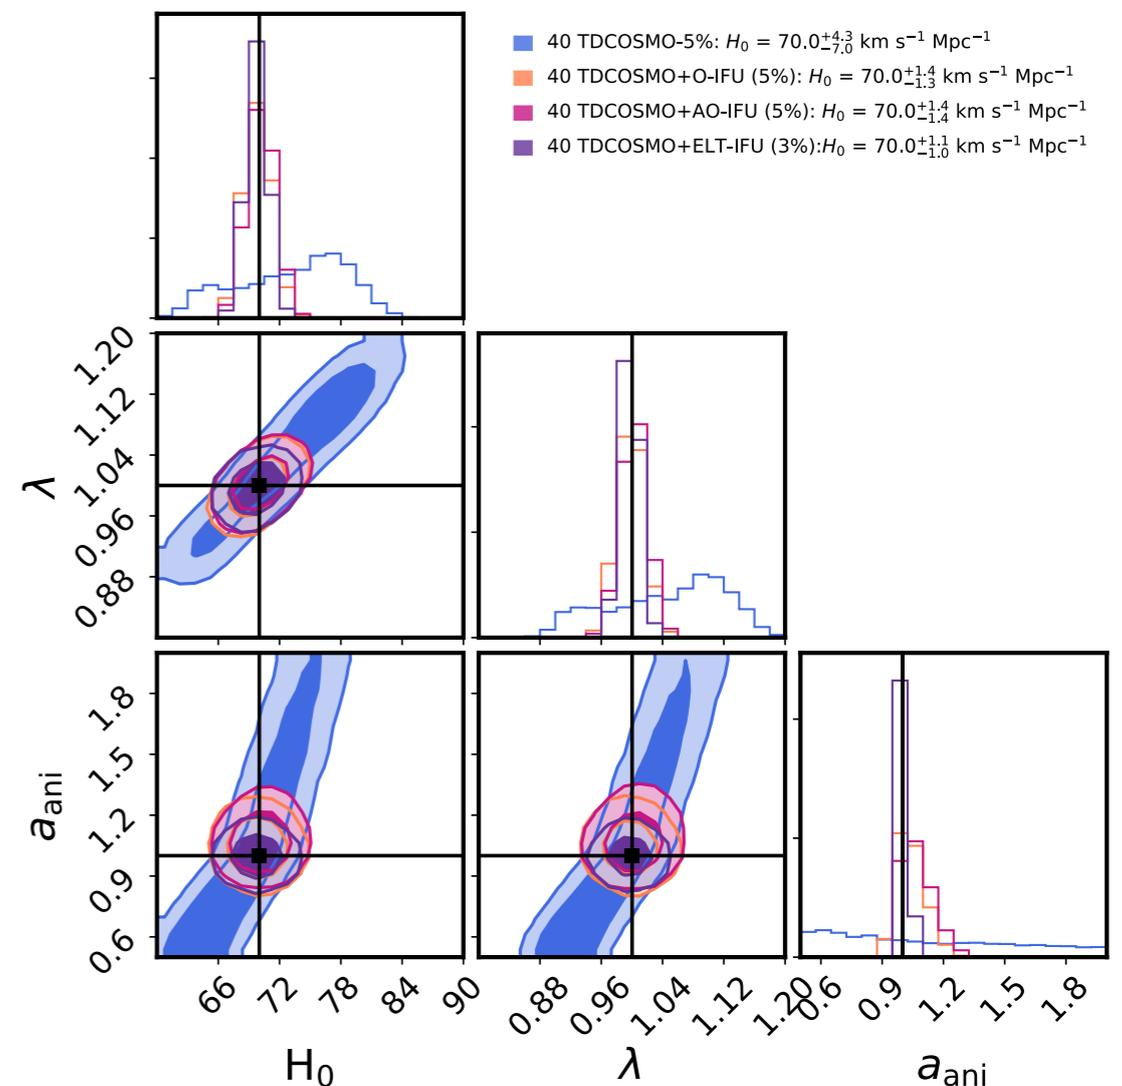 40 TDCOSMO-5%: H₀ = 70.0⁺⁴·³₋₇.₀ km s⁻¹ Mpc⁻¹
40 TDCOSMO+O-IFU (5%): H₀ = 70.0⁺¹·⁴₋₁.₃ km s⁻¹ Mpc⁻¹
40 TDCOSMO+AO-IFU (5%): H₀ = 70.0⁺¹·⁴₋₁.₄ km s⁻¹ Mpc⁻¹
40 TDCOSMO+ELT-IFU (3%):H₀ = 70.0⁺¹·¹₋₁.₀ km s⁻¹ Mpc⁻¹
1.20
1.12
1.04
0.96
0.88
λ
1.8
1.5
1.2
0.9
0.6
a_ani
66 72 78 84 90
0.88 0.96 1.04 1.12 1.20
0.6 0.9 1.2 1.5 1.8
H₀ λ a_ani